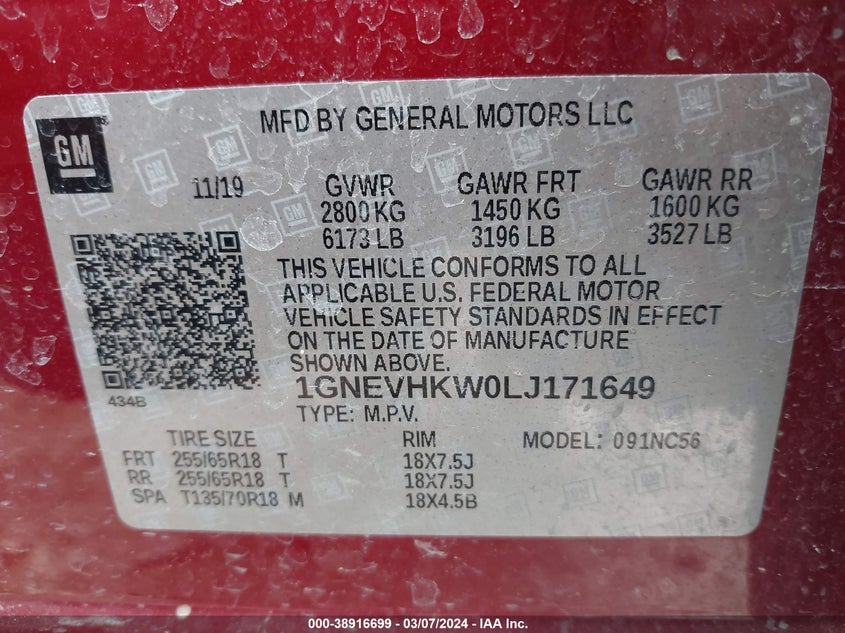 MFD BY GENERAL MOTORS LLC
GM
11/19 GVWR GAWR FRT GAWR RR
2800 KG 1450 KG 1600 KG
6173 LB 3196 LB 3527 LB
THIS VEHICLE CONFORMS TO ALL
APPLICABLE U.S. FEDERAL MOTOR
VEHICLE SAFETY STANDARDS IN EFFECT
ON THE DATE OF MANUFACTURE
SHOWN ABOVE.
434B
1GNEVHKW0LJ171649
TYPE: M.P.V.
TIRE SIZE RIM MODEL: 091NC56
FRT 255/65R18 T 18X7.5J
RR 255/65R18 T 18X7.5J
SPA T135/70R18 M 18X4.5B
000-38916699 — 03/07/2024 — IAA Inc.